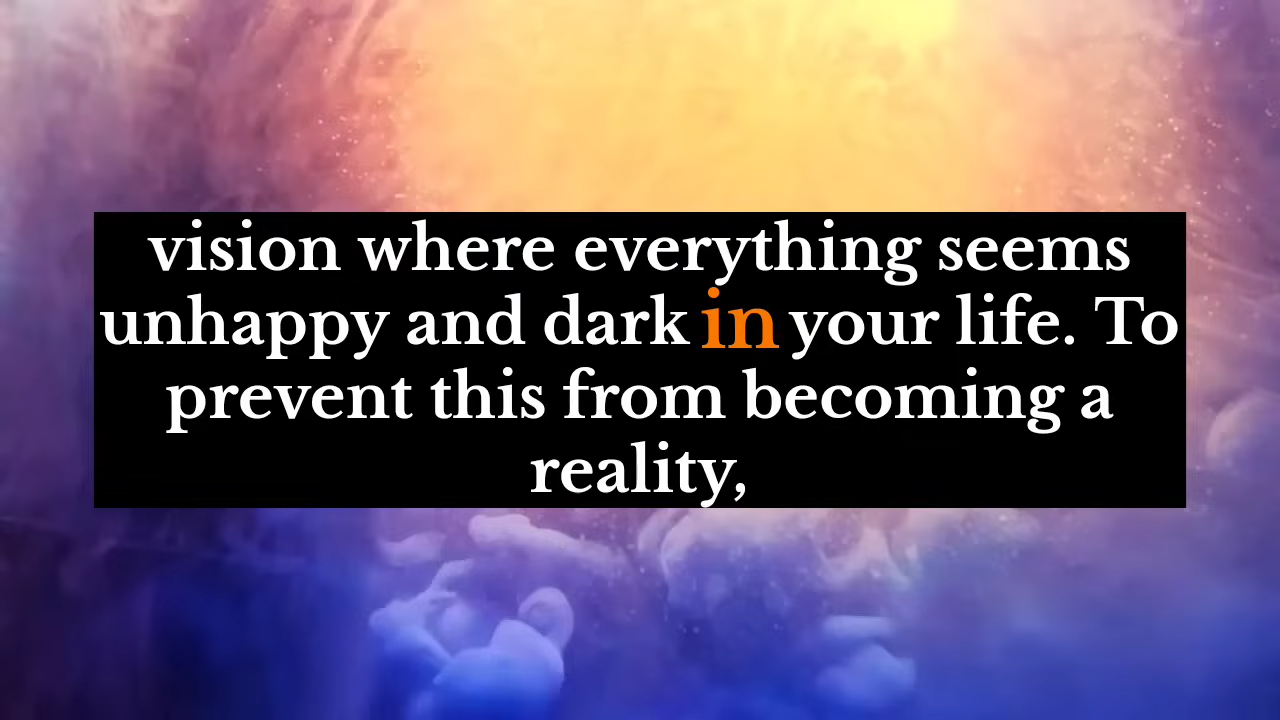 vision where everything seems
unhappy and dark in your life. To
prevent this from becoming a
reality,